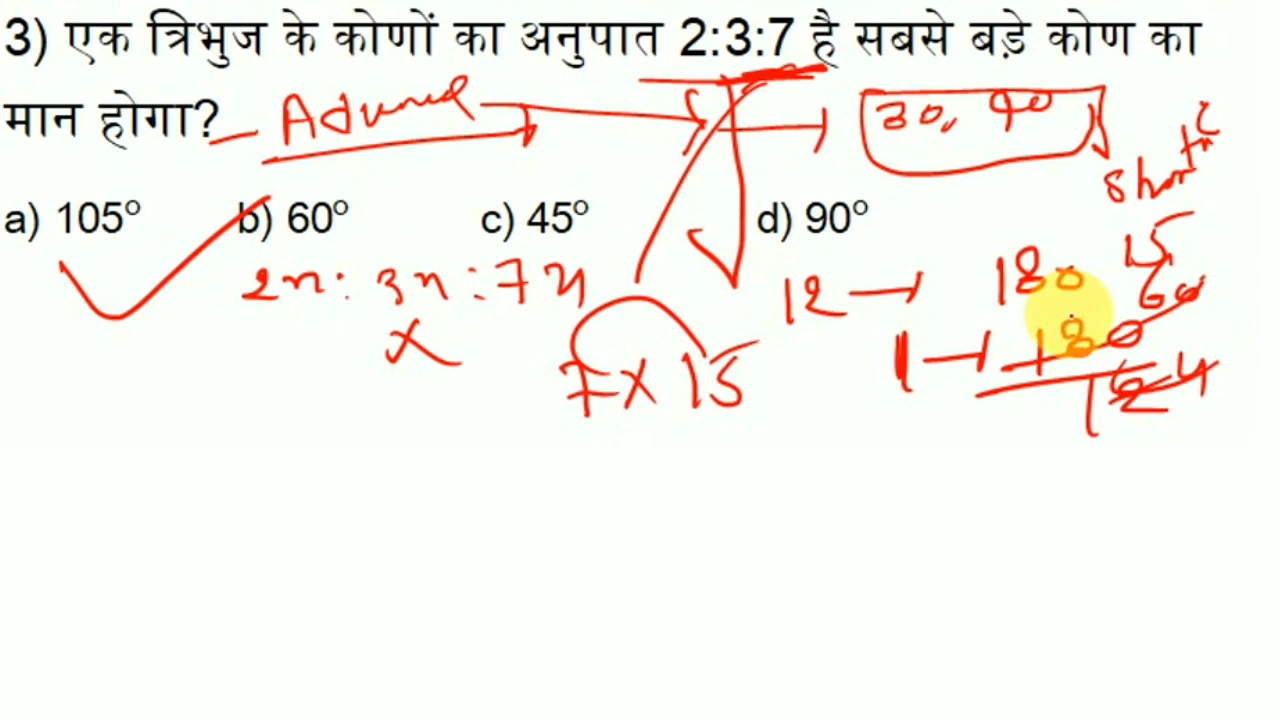 3) एक त्रिभुज के कोणों का अनुपात 2:3:7 है सबसे बड़े कोण का
मान होगा?
30, 90
Short
a) 105° b) 60° c) 45° d) 90°
2x : 3x : 7x
12 → 180
15
60
1 → 180
12 4
7 x 15